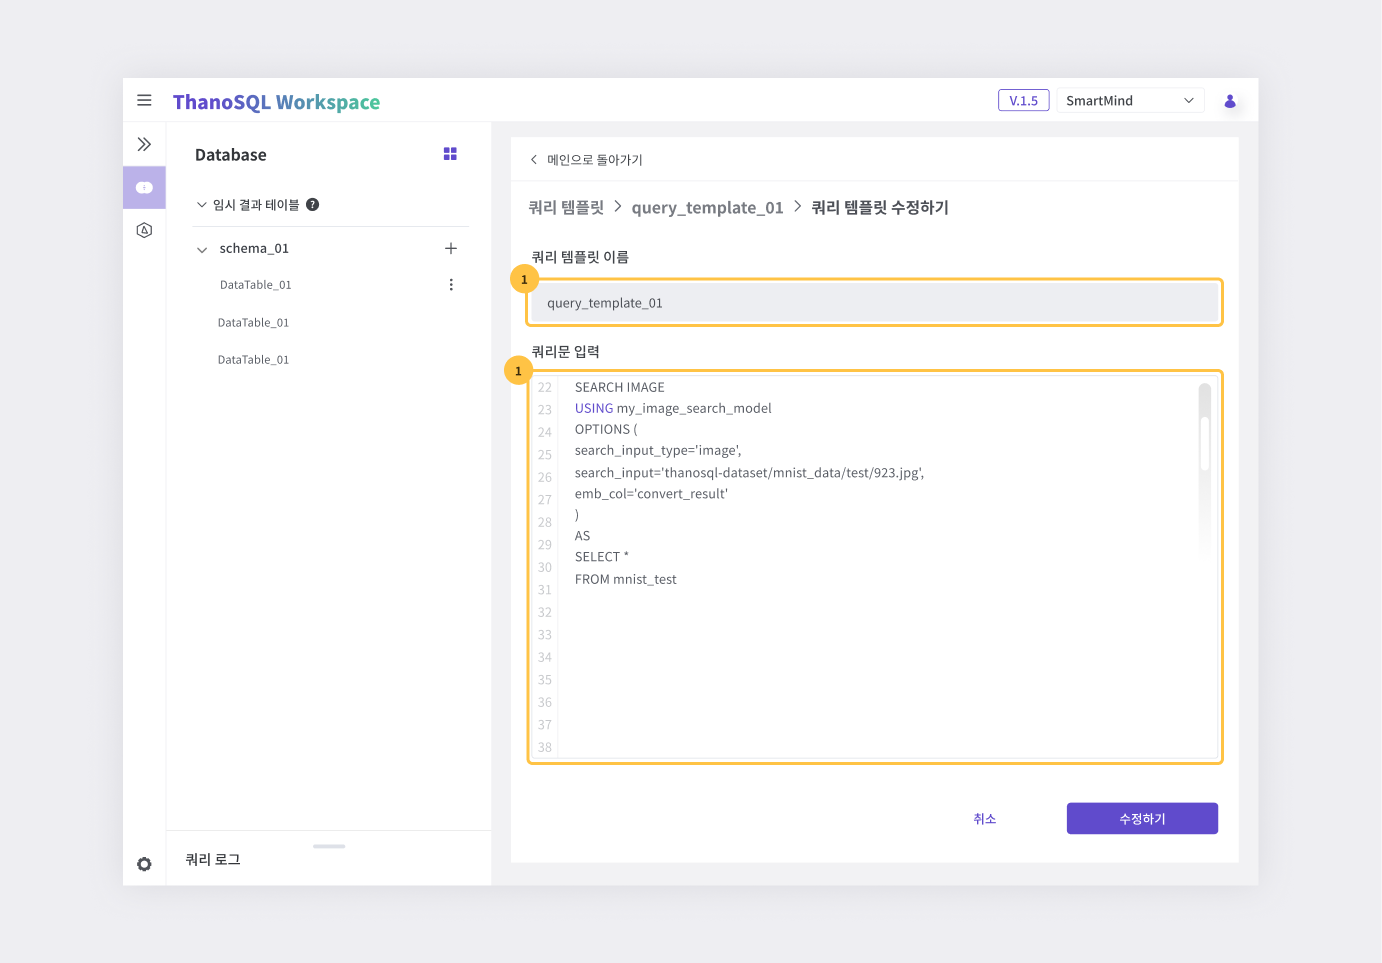 ThanoSQL Workspace
V.1.5
SmartMind
Database
임시 결과 테이블 ?
schema_01
DataTable_01
DataTable_01
DataTable_01
쿼리 로그
메인으로 돌아가기
쿼리 템플릿 > query_template_01 > 쿼리 템플릿 수정하기
쿼리 템플릿 이름
1
query_template_01
쿼리문 입력
1
22 SEARCH IMAGE
23 USING my_image_search_model
24 OPTIONS (
25 search_input_type='image',
26 search_input='thanosql-dataset/mnist_data/test/923.jpg',
27 emb_col='convert_result'
28 )
29 AS
30 SELECT *
31 FROM mnist_test
32
33
34
35
36
37
38
취소
수정하기